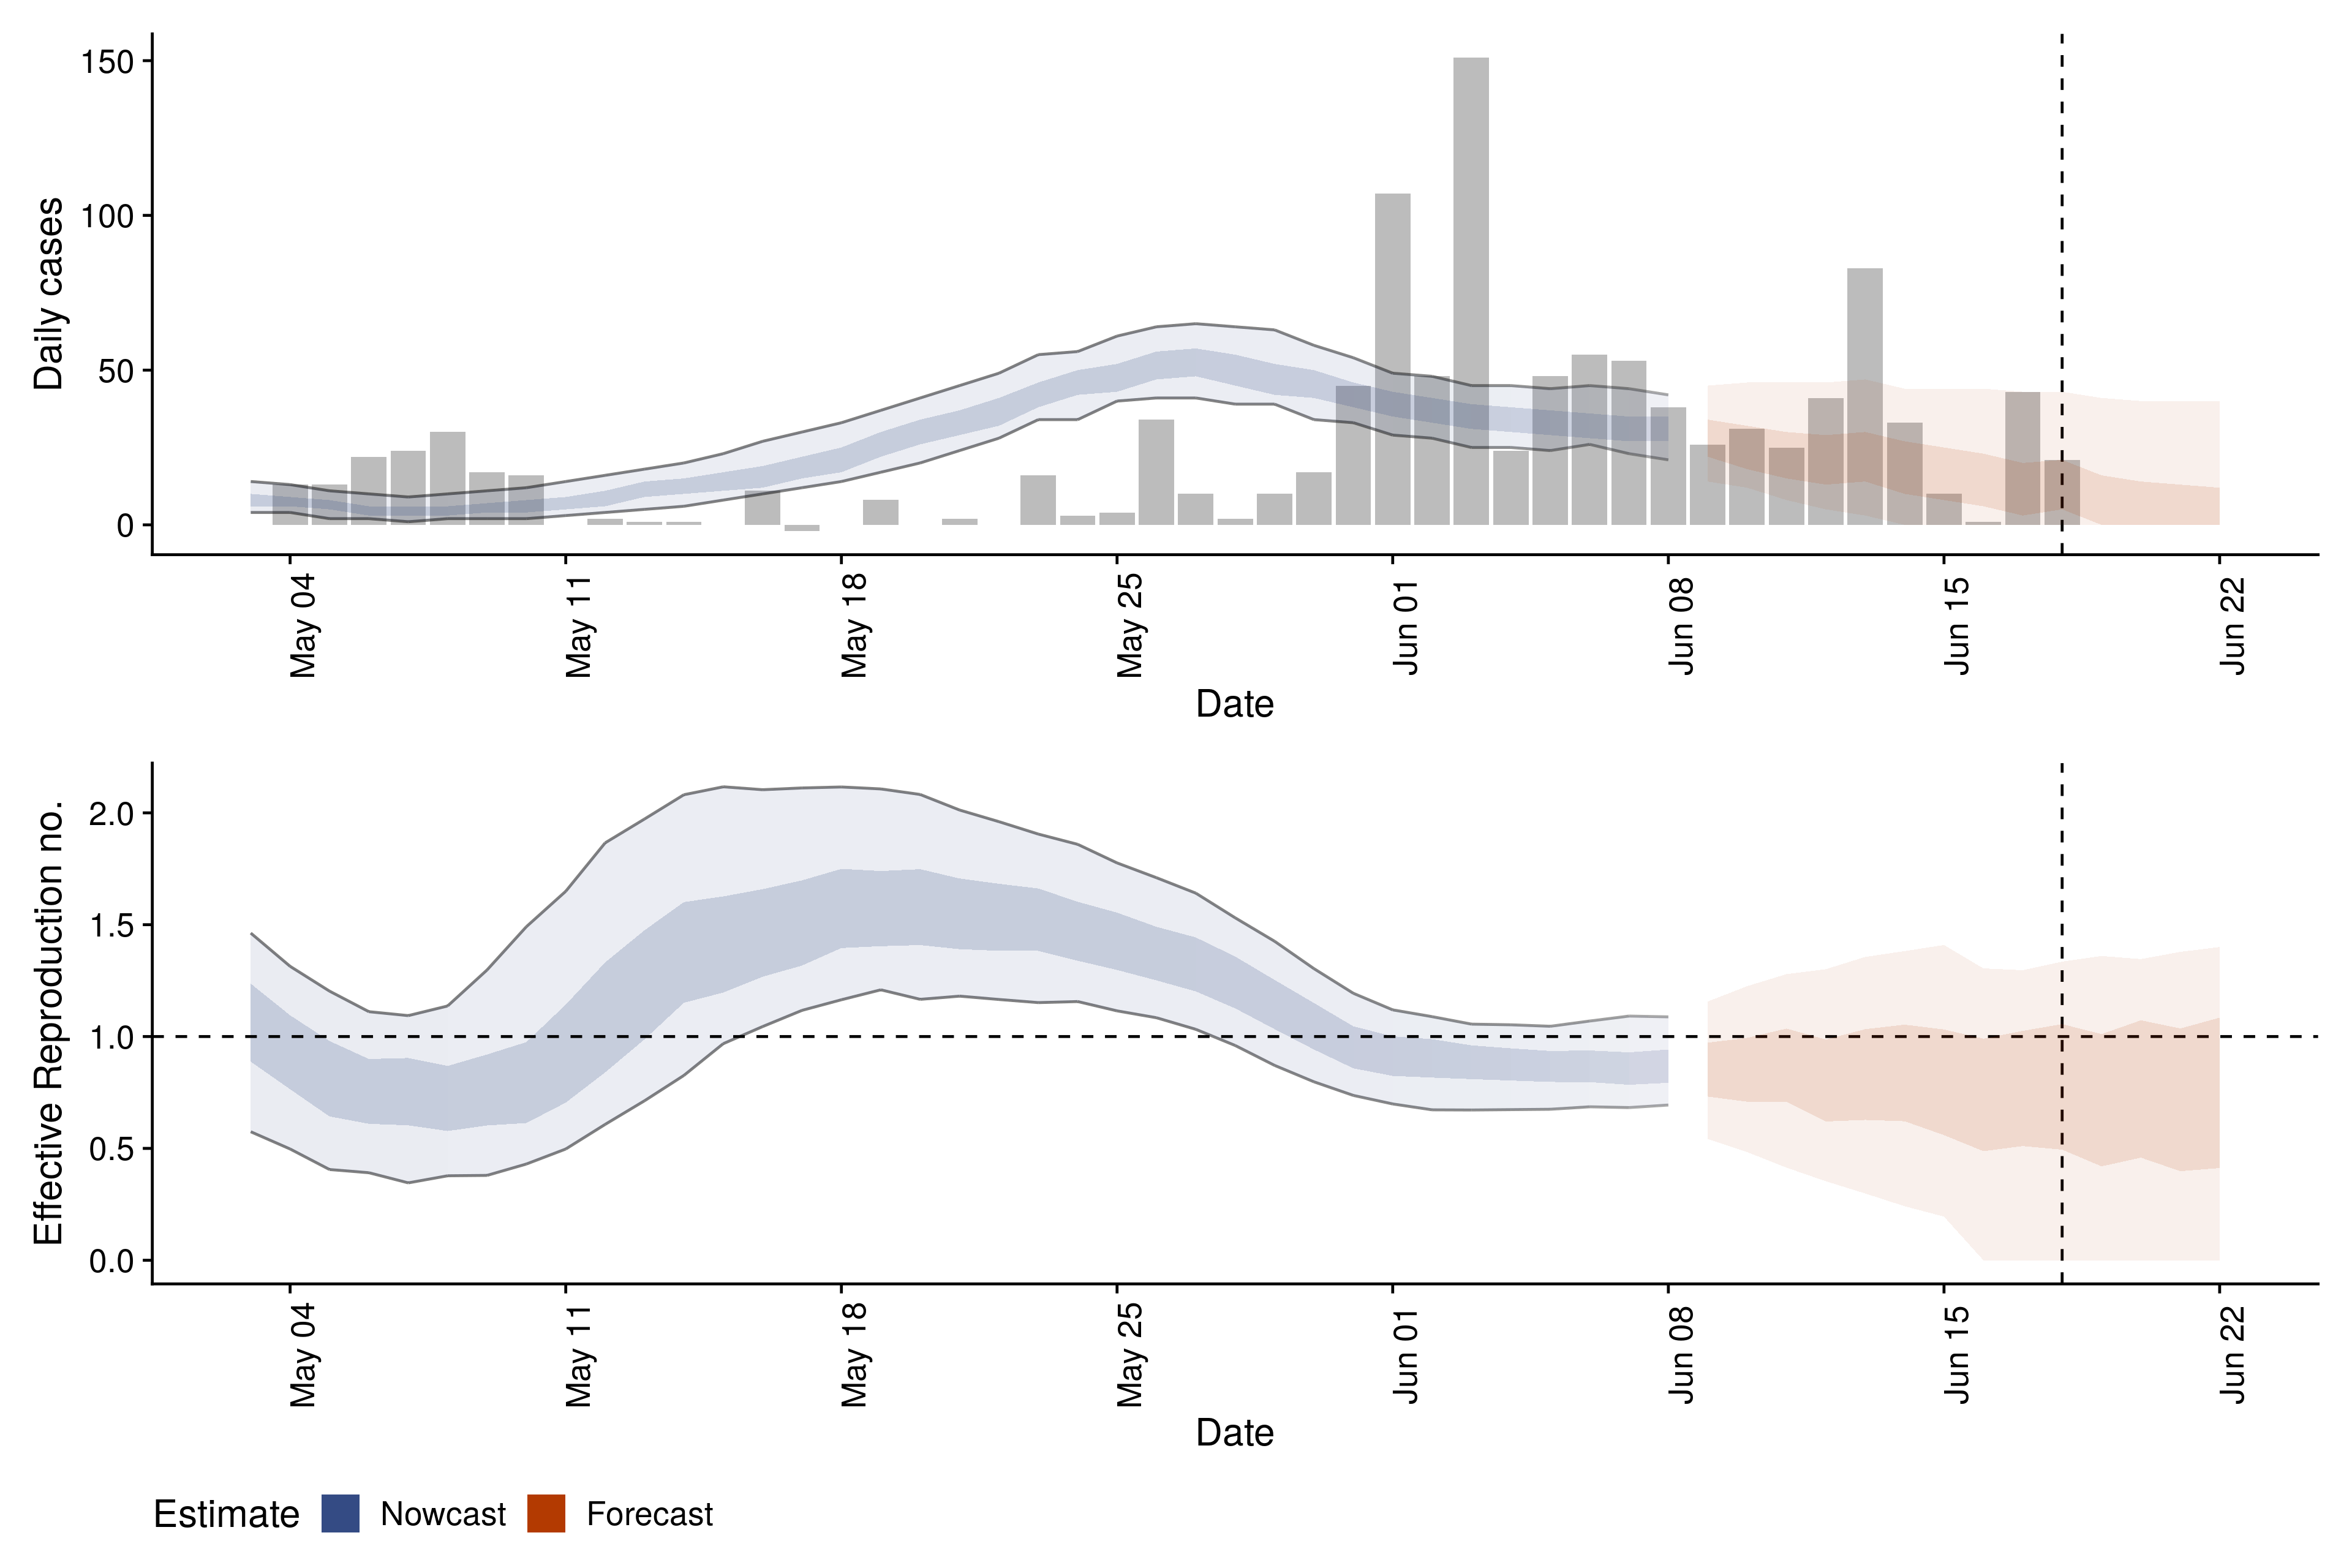 150
100
50
0
Daily cases
May 04
May 11
May 18
May 25
Jun 01
Jun 08
Jun 15
Jun 22
Date
2.0
1.5
1.0
0.5
0.0
Effective Reproduction no.
May 04
May 11
May 18
May 25
Jun 01
Jun 08
Jun 15
Jun 22
Date
Estimate Nowcast Forecast